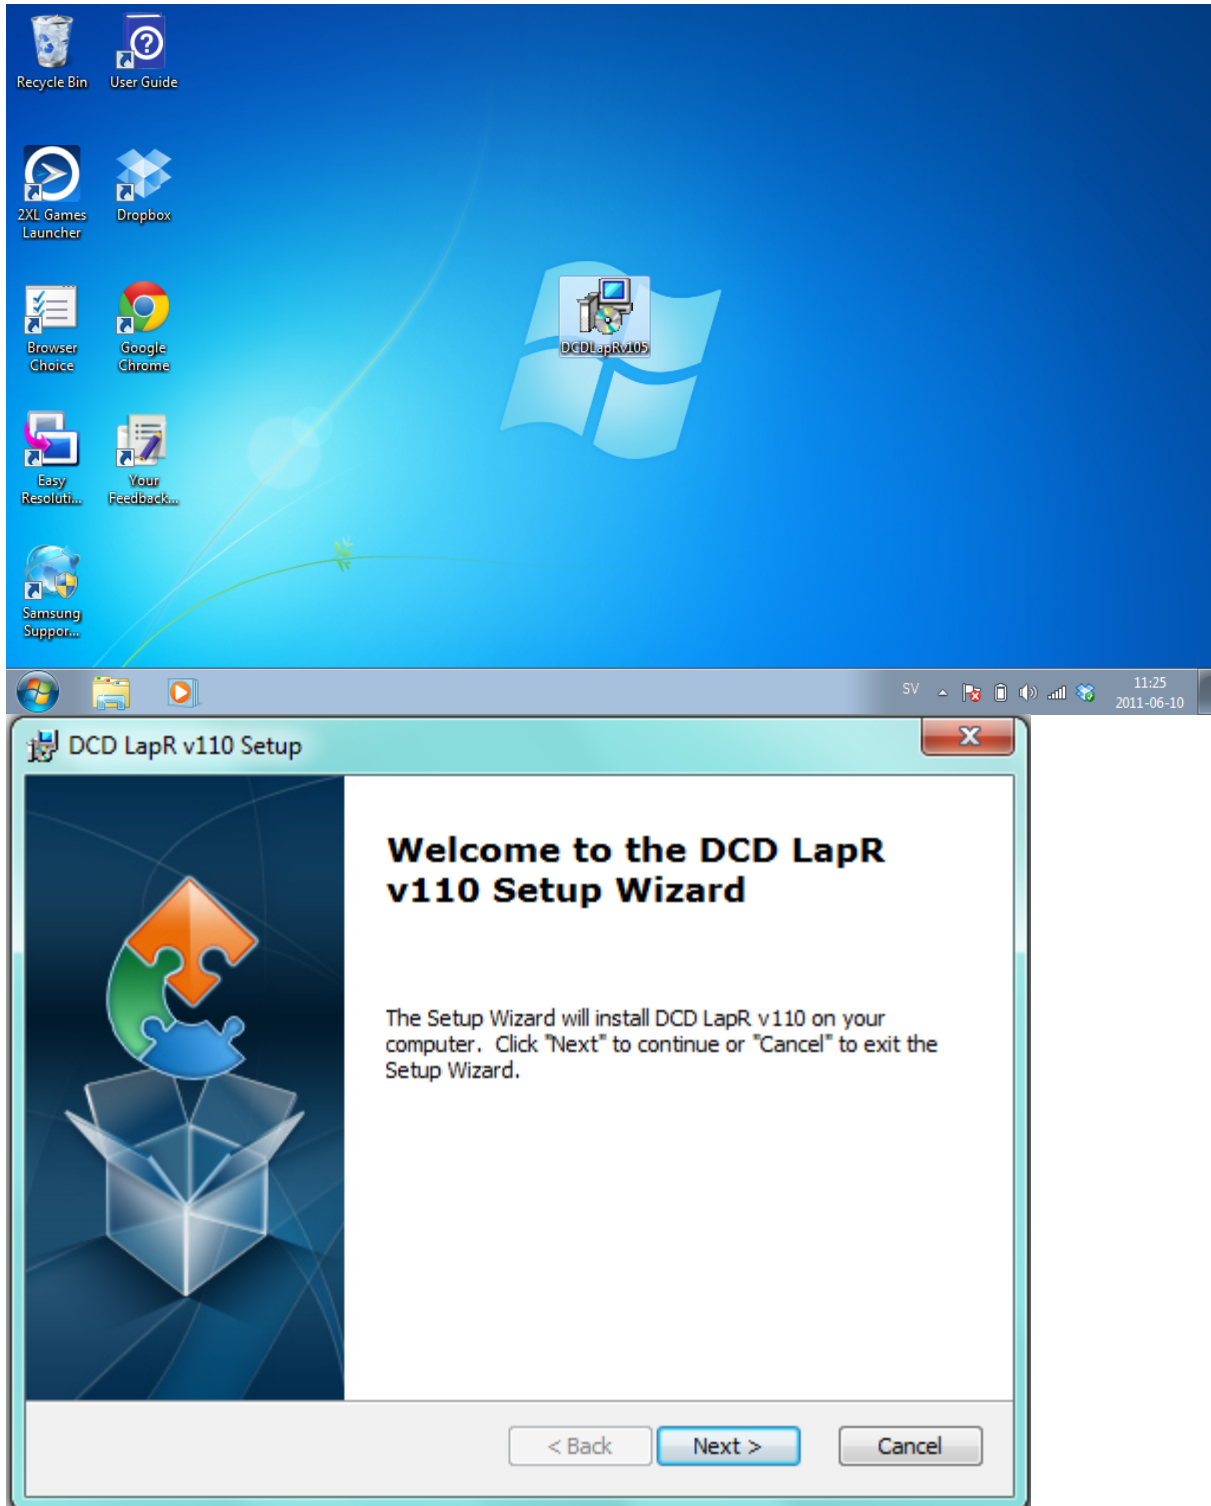 Recycle Bin
User Guide
2XL Games
Launcher
Dropbox
Browser
Choice
Google
Chrome
DCDLapRv105
Easy
Resoluti...
Your
Feedback...
Samsung
Suppor...
SV
11:25
2011-06-10
DCD LapR v110 Setup
Welcome to the DCD LapR
v110 Setup Wizard
The Setup Wizard will install DCD LapR v110 on your
computer. Click "Next" to continue or "Cancel" to exit the
Setup Wizard.
< Back
Next >
Cancel